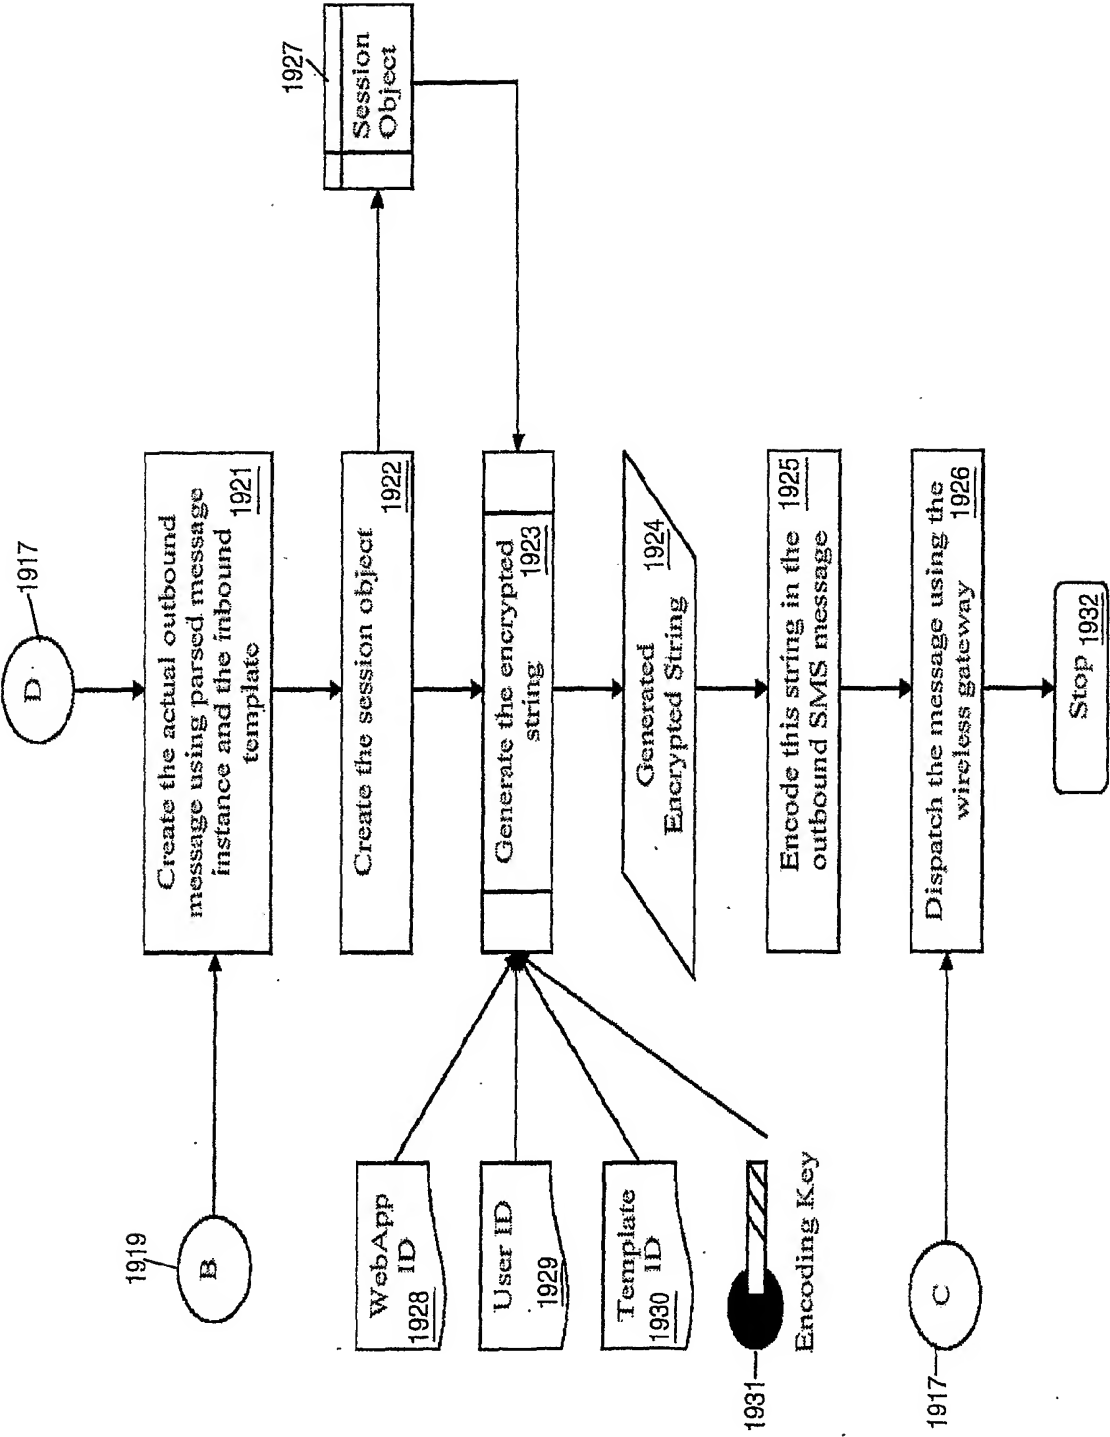 D
1917
B
1919
Create the actual outbound
message using parsed message
instance and the inbound
template
1921
Create the session object
1922
1927
Session
Object
WebApp
ID
1928
User ID
1929
Template
ID
1930
1931
Encoding Key
Generate the encrypted
string
1923
Generated
Encrypted String
1924
Encode this string in the
outbound SMS message
1925
C
1917
Dispatch the message using the
wireless gateway
1926
Stop
1932